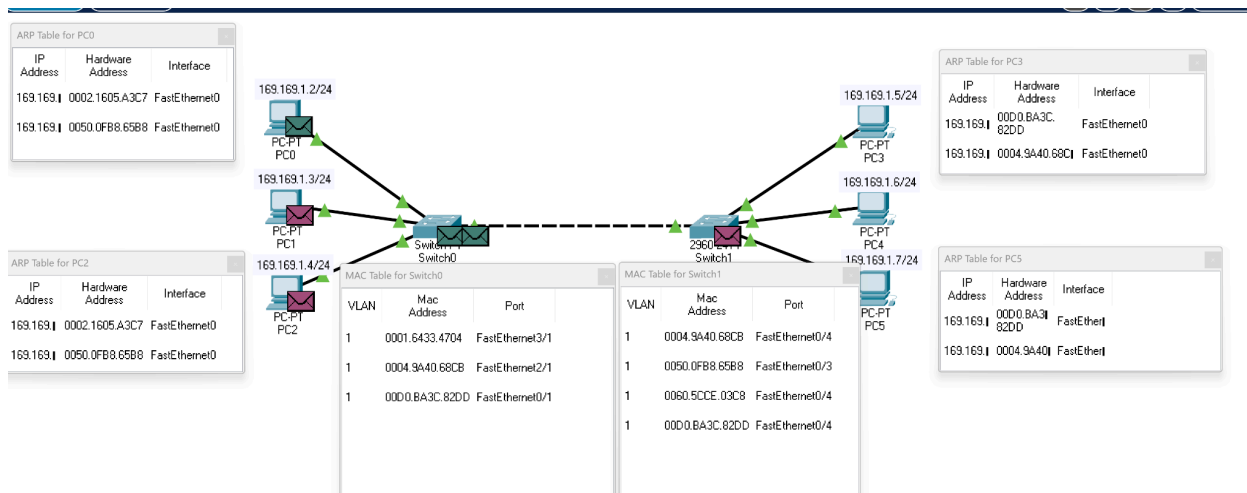 ARP Table for PC0
IP Address Hardware Address Interface
169.169. 0002.1605.A3C7 FastEthernet0
169.169. 0050.0FB8.65B8 FastEthernet0
169.169.1.2/24
PC-PT
PC0
169.169.1.3/24
PC-PT
PC1
169.169.1.4/24
PC-PT
PC2
ARP Table for PC2
IP Address Hardware Address Interface
169.169. 0002.1605.A3C7 FastEthernet0
169.169. 0050.0FB8.65B8 FastEthernet0
Switch0
MAC Table for Switch0
VLAN Mac Address Port
1 0001.6433.4704 FastEthernet3/1
1 0004.9A40.68CB FastEthernet2/1
1 00D0.BA3C.82DD FastEthernet0/1
Switch1
MAC Table for Switch1
VLAN Mac Address Port
1 0004.9A40.68CB FastEthernet0/4
1 0050.0FB8.65B8 FastEthernet0/3
1 0060.5CCE.03C8 FastEthernet0/4
1 00D0.BA3C.82DD FastEthernet0/4
169.169.1.5/24
PC-PT
PC3
169.169.1.6/24
PC-PT
PC4
169.169.1.7/24
PC-PT
PC5
ARP Table for PC3
IP Address Hardware Address Interface
169.169. 00D0.BA3C.82DD FastEthernet0
169.169. 0004.9A40.68C FastEthernet0
ARP Table for PC5
IP Address Hardware Address Interface
169.169. 00D0.BA3 82DD FastEther
169.169. 0004.9A40 FastEther